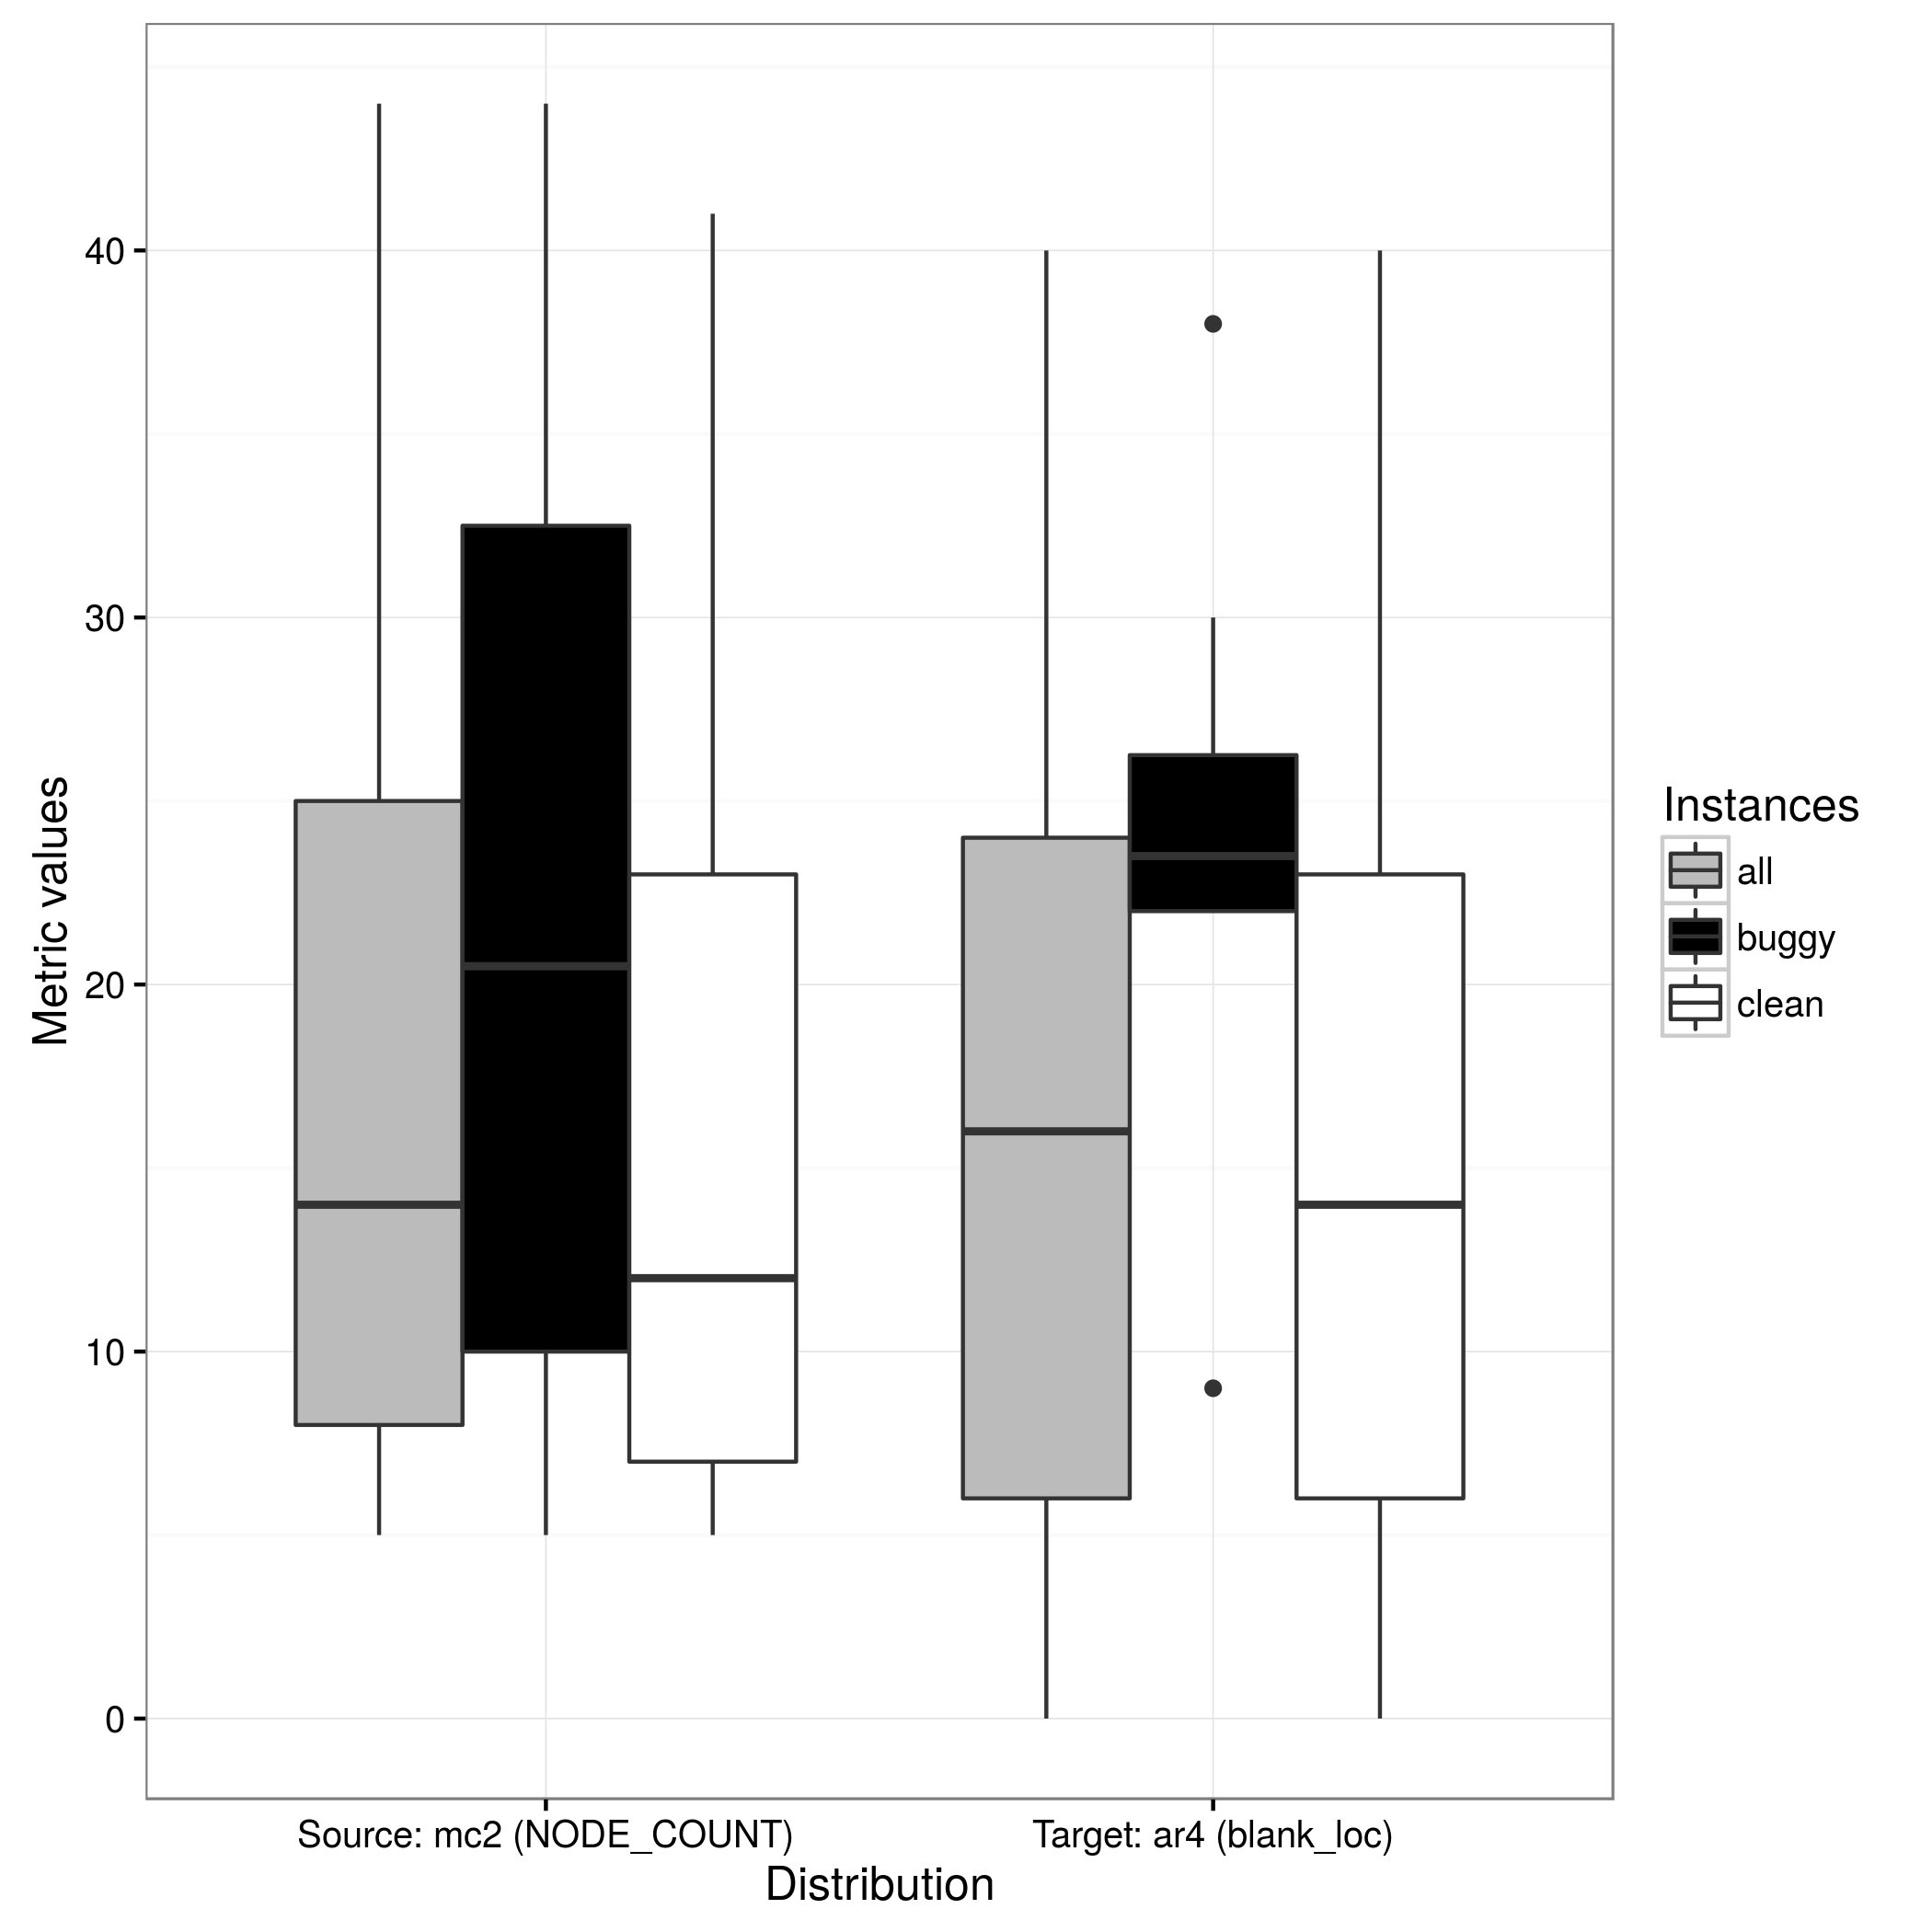 Metric values
40
30
20
10
0
Source: mc2 (NODE_COUNT)
Target: ar4 (blank_loc)
Distribution
Instances
all
buggy
clean